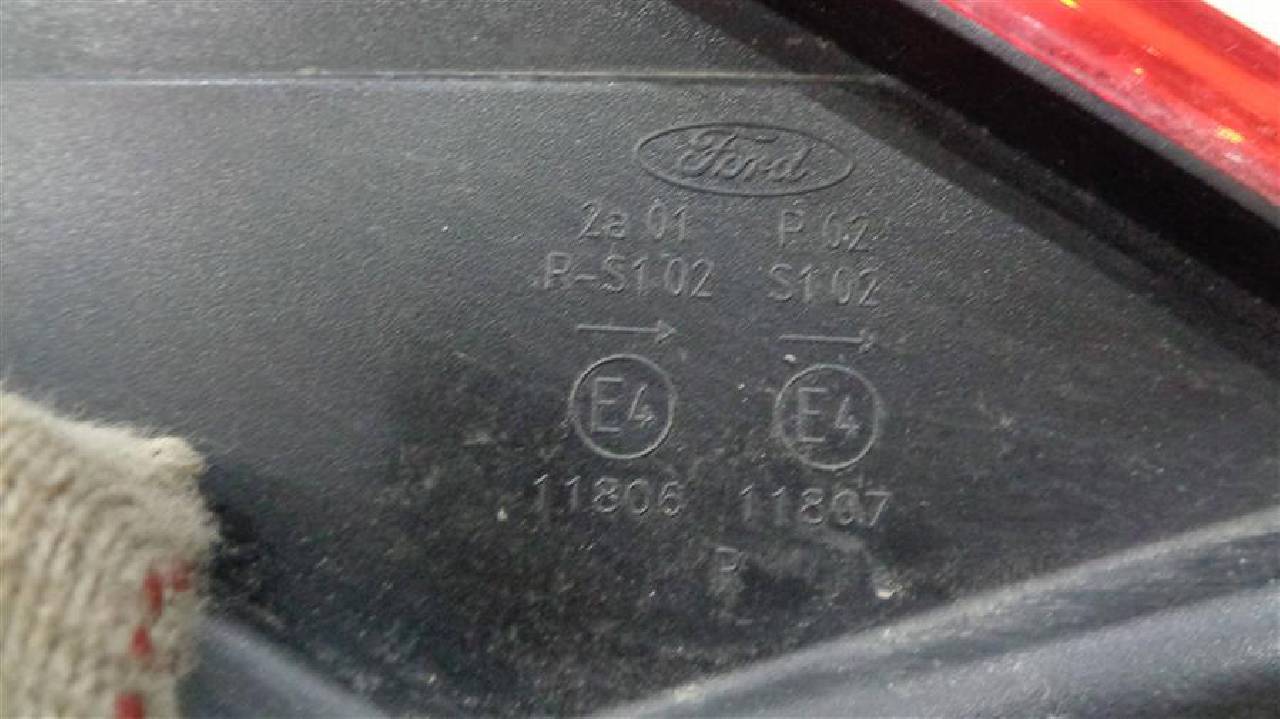 Ford
2a 01 P 02
R-S1 02 S1 02
E4 E4
11806 11807
R